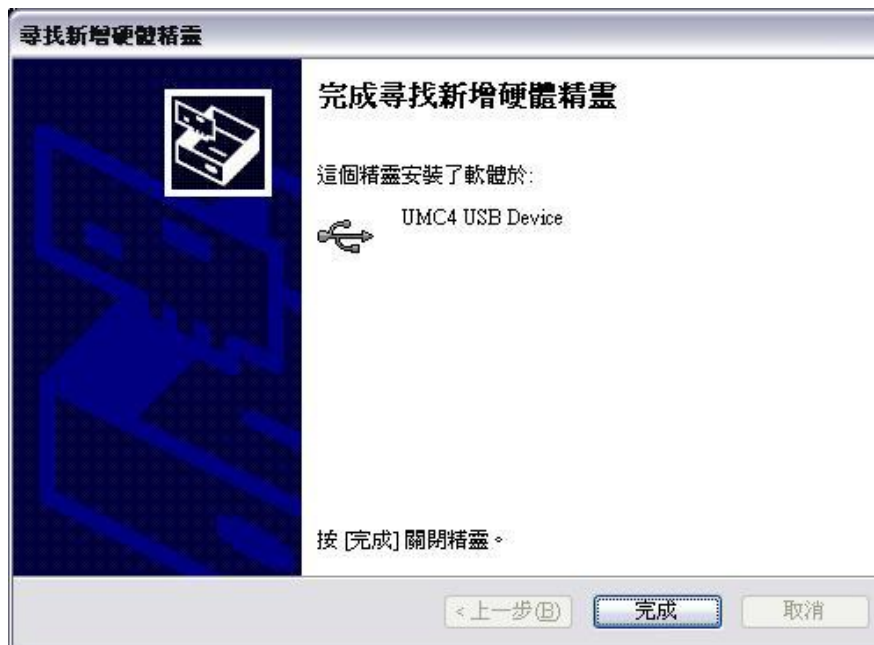 尋找新增硬體精靈
完成尋找新增硬體精靈
這個精靈安裝了軟體於:
UMC4 USB Device
按 [完成] 關閉精靈。
<上一步(B)
完成
取消